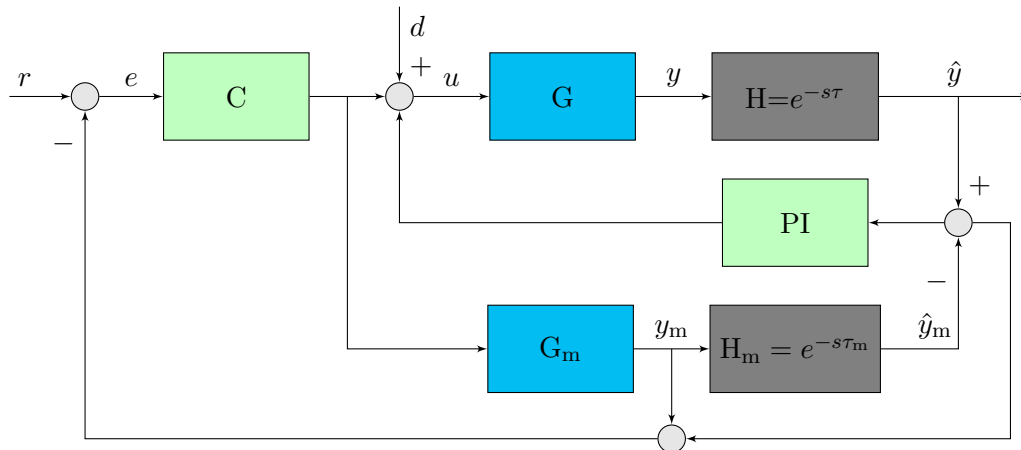 d
+
r
e
C
u
G
y
H=e^{-sτ}
ŷ
−
+
PI
−
G_m
y_m
H_m = e^{-sτ_m}
ŷ_m